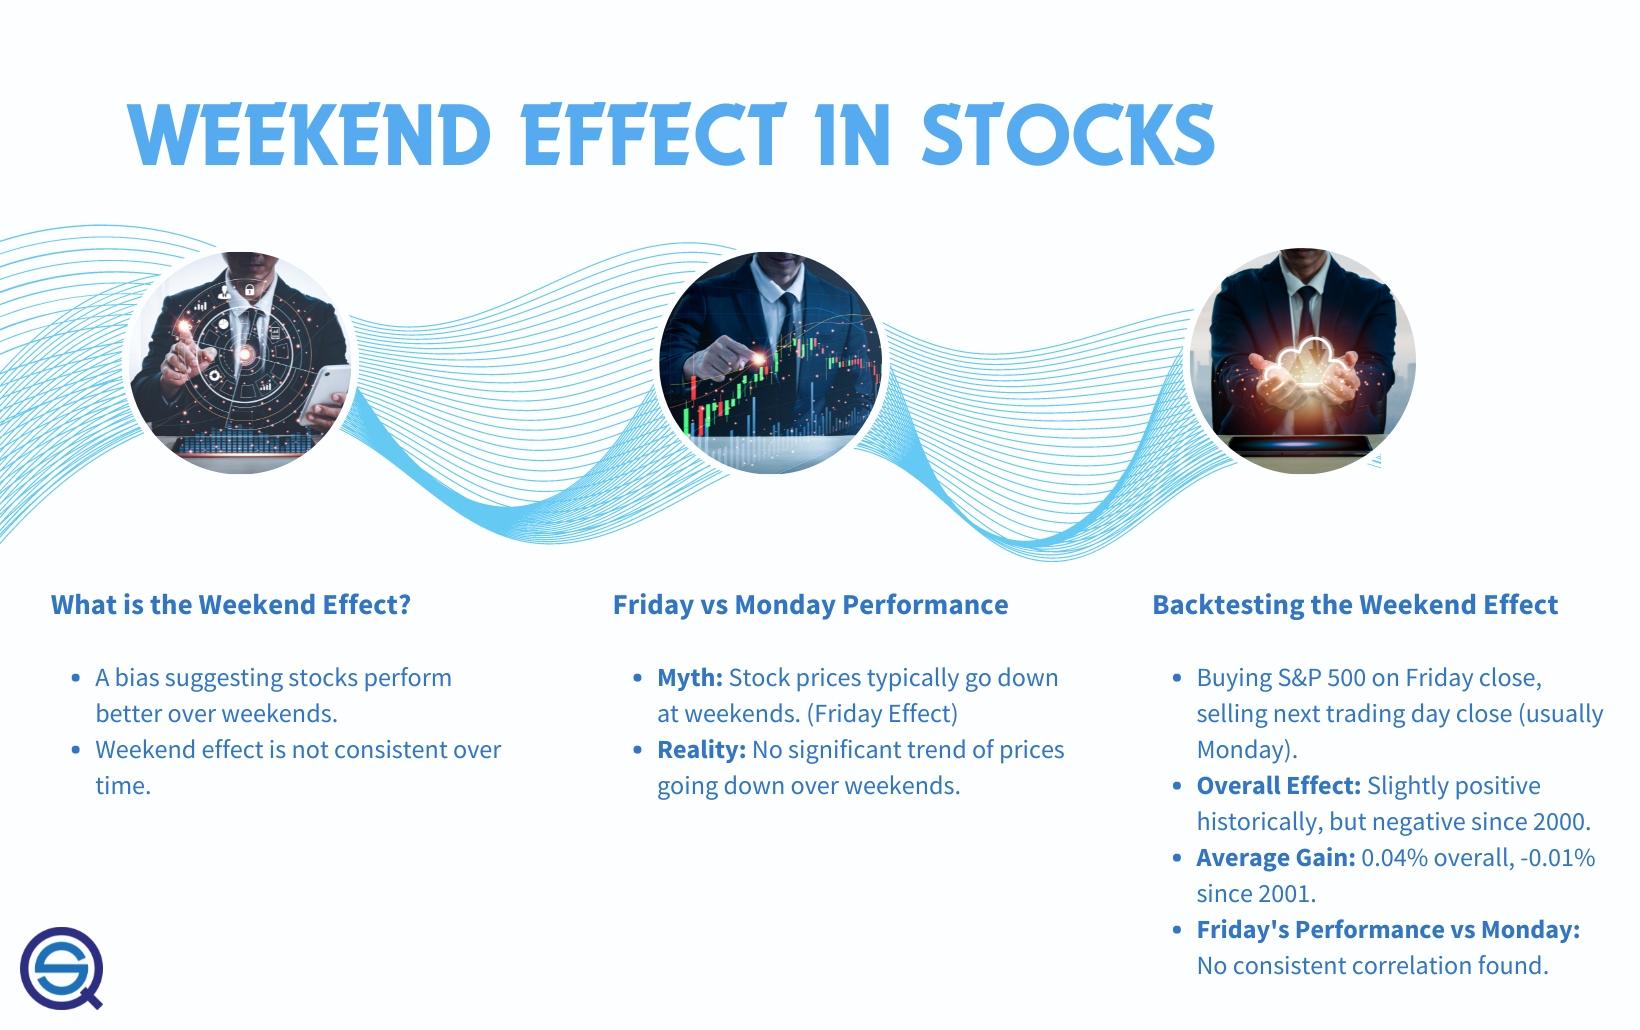 WEEKEND EFFECT IN STOCKS
What is the Weekend Effect?
• A bias suggesting stocks perform
better over weekends.
• Weekend effect is not consistent over
time.
Friday vs Monday Performance
• Myth: Stock prices typically go down
at weekends. (Friday Effect)
• Reality: No significant trend of prices
going down over weekends.
Backtesting the Weekend Effect
• Buying S&P 500 on Friday close,
selling next trading day close (usually
Monday).
• Overall Effect: Slightly positive
historically, but negative since 2000.
• Average Gain: 0.04% overall, -0.01%
since 2001.
• Friday's Performance vs Monday:
No consistent correlation found.